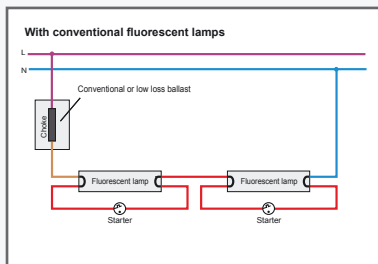 With conventional fluorescent lamps
L
N
Conventional or low loss ballast
Choke
Fluorescent lamp
Fluorescent lamp
Starter
Starter